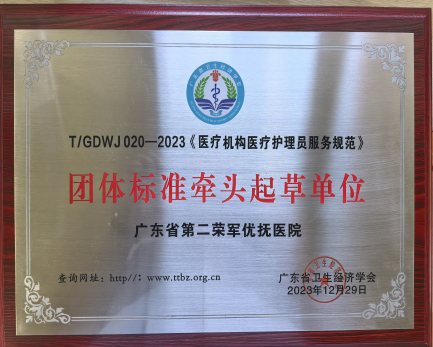 T/GDWJ 020—2023《医疗机构医疗护理员服务规范》
团体标准牵头起草单位
广东省第二荣军优抚医院
查询网址：http//：www.ttbz.org.cn
广东省卫生经济学会
2023年12月29日